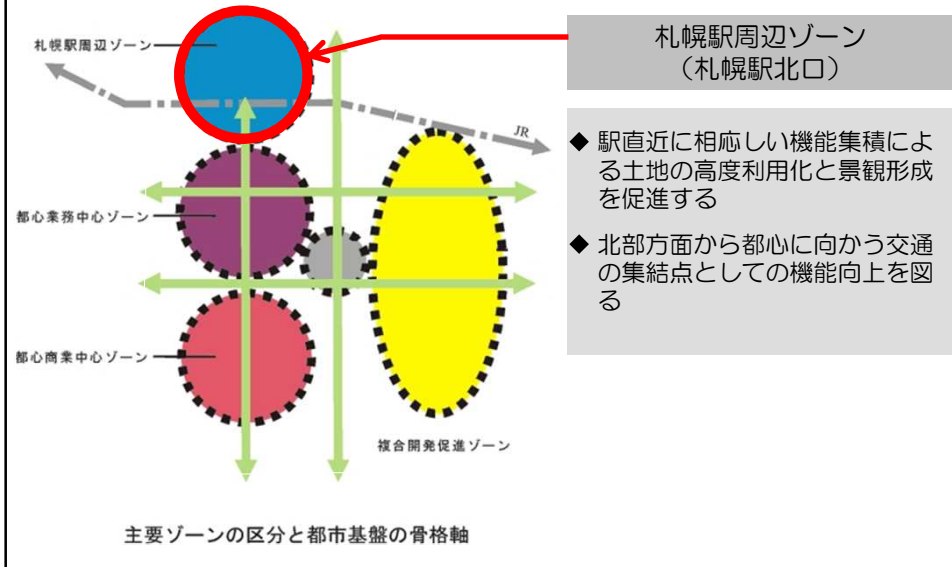 札幌駅周辺ゾーン
JR
都心業務中心ゾーン
都心商業中心ゾーン
複合開発促進ゾーン
主要ゾーンの区分と都市基盤の骨格軸
札幌駅周辺ゾーン
（札幌駅北口）
◆ 駅直近に相応しい機能集積によ
る土地の高度利用化と景観形成
を促進する
◆ 北部方面から都心に向かう交通
の集結点としての機能向上を図
る